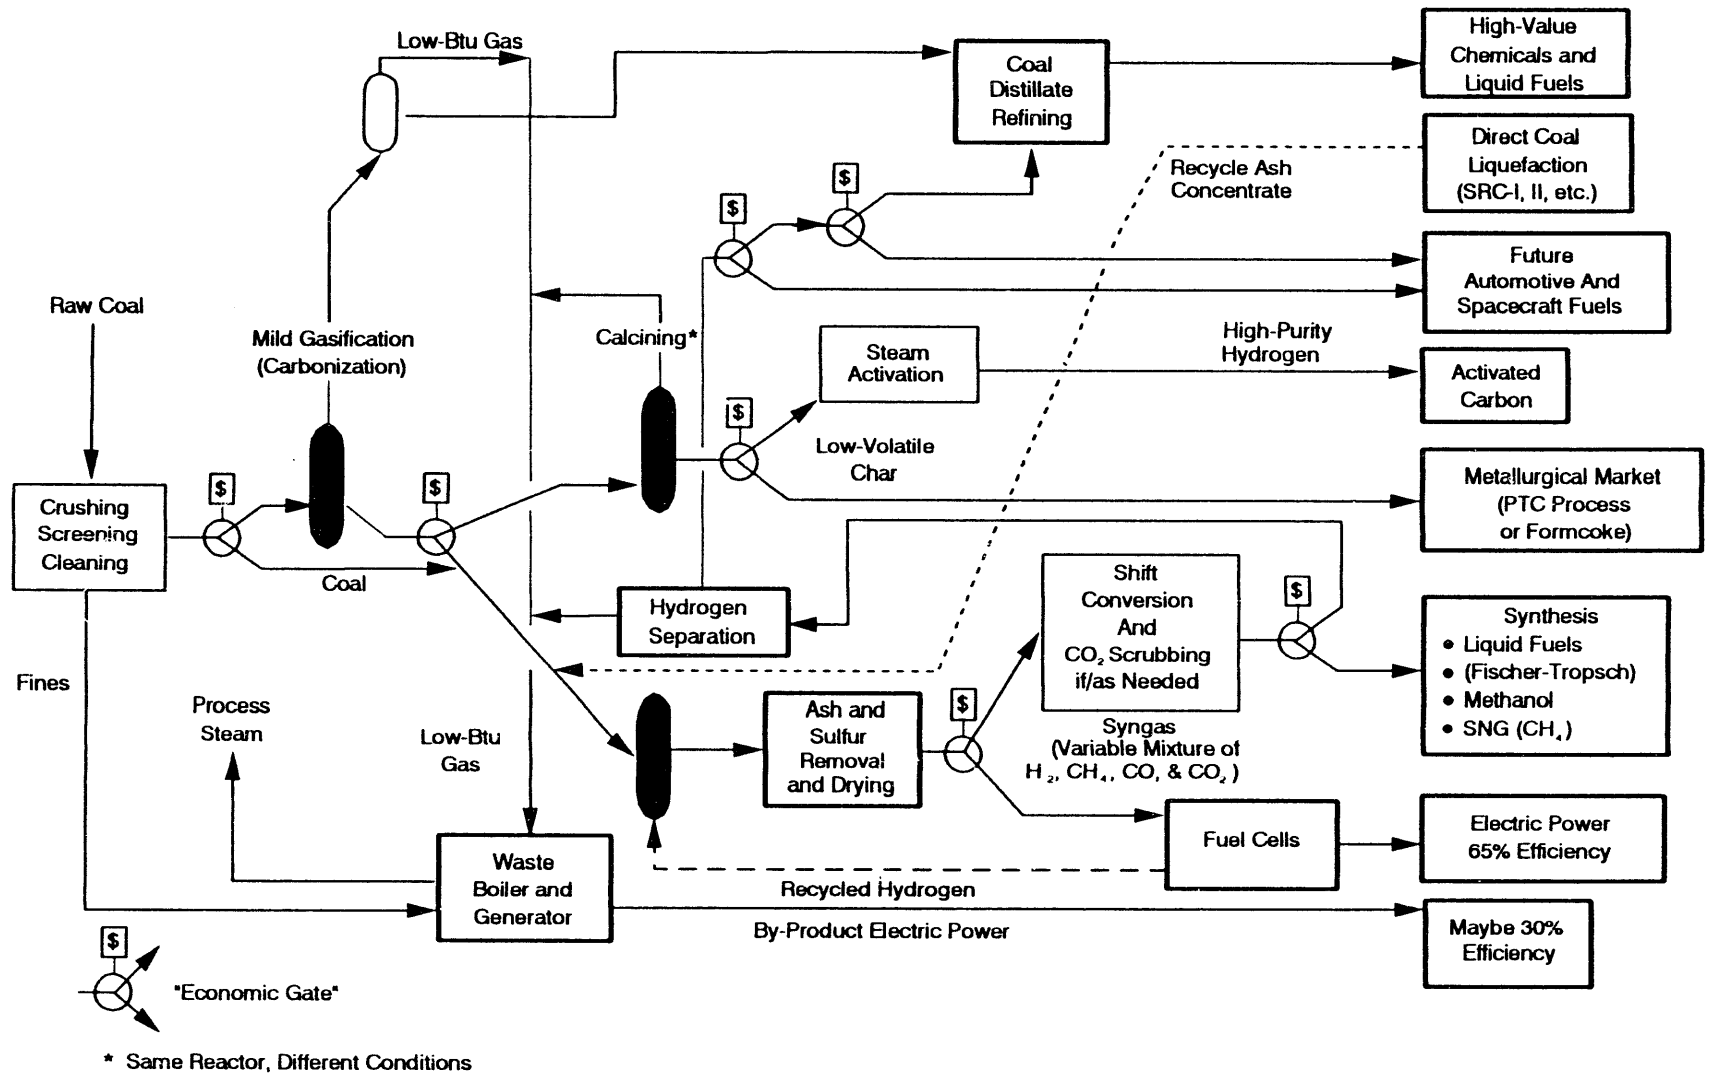 Low-Btu Gas
Coal
Distillate
Refining
High-Value
Chemicals and
Liquid Fuels
Direct Coal
Liquefaction
(SRC-I, II, etc.)
Recycle Ash
Concentrate
$
$
Future
Automotive And
Spacecraft Fuels
Raw Coal
Mild Gasification
(Carbonization)
Calcining*
Steam
Activation
High-Purity
Hydrogen
Activated
Carbon
$
Low-Volatile
Char
Metallurgical Market
(PTC Process
or Formcoke)
Crushing
Screening
Cleaning
$
$
Coal
Hydrogen
Separation
Shift
Conversion
And
CO₂ Scrubbing
if/as Needed
$
Synthesis
• Liquid Fuels
• (Fischer-Tropsch)
• Methanol
• SNG (CH₄)
Fines
Process
Steam
Low-Btu
Gas
Ash and
Sulfur
Removal
and Drying
$
Syngas
(Variable Mixture of
H₂, CH₄, CO, & CO₂)
Waste
Boiler and
Generator
Fuel Cells
Electric Power
65% Efficiency
Recycled Hydrogen
By-Product Electric Power
Maybe 30%
Efficiency
$
"Economic Gate"
* Same Reactor, Different Conditions